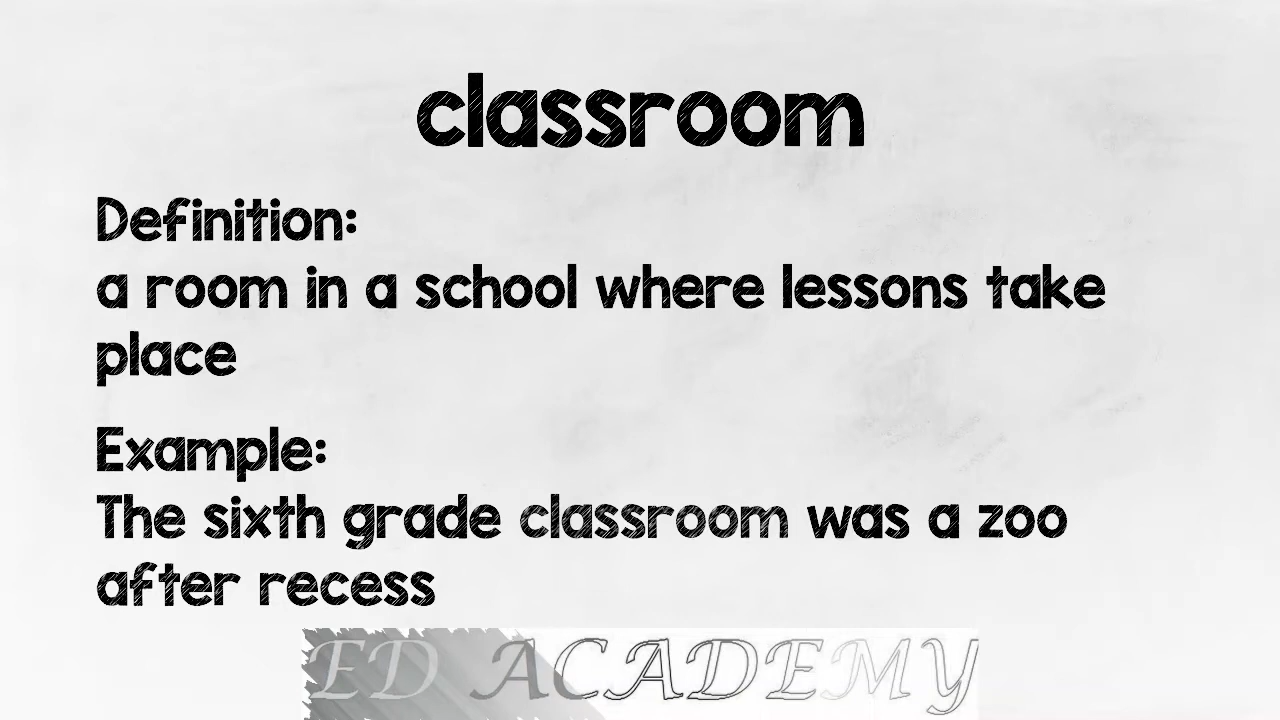 classroom
Definition:
a room in a school where lessons take
place
Example:
The sixth grade classroom was a zoo
after recess
ED ACADEMY